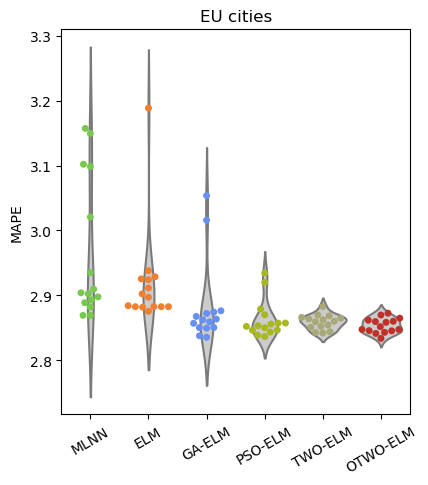 EU cities
3.3
3.2
3.1
3.0
2.9
2.8
MAPE
MLNN
ELM
GA-ELM
PSO-ELM
TWO-ELM
OTWO-ELM